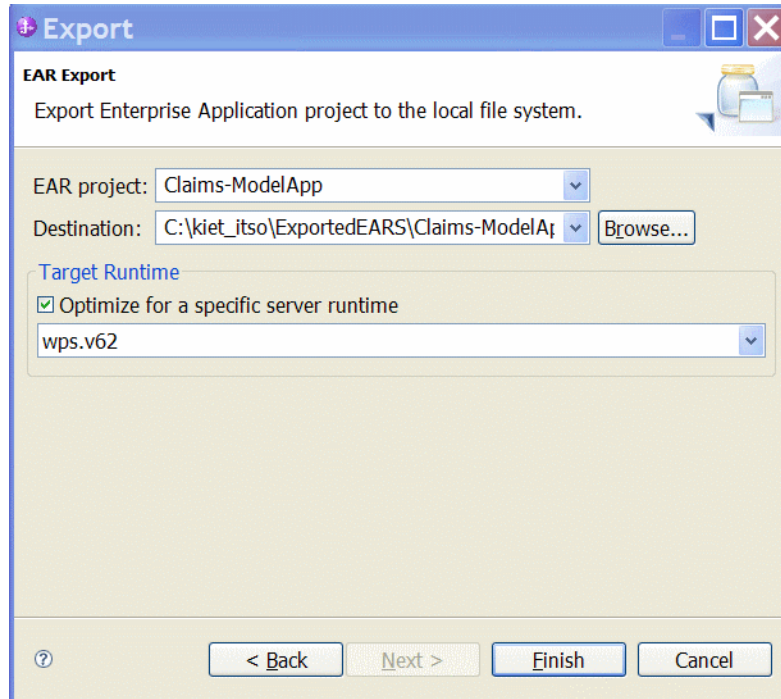 Export
EAR Export
Export Enterprise Application project to the local file system.
EAR project: Claims-ModelApp
Destination: C:\kiet_itso\ExportedEARS\Claims-ModelAp Browse...
Target Runtime
Optimize for a specific server runtime
wps.v62
? < Back Next > Finish Cancel